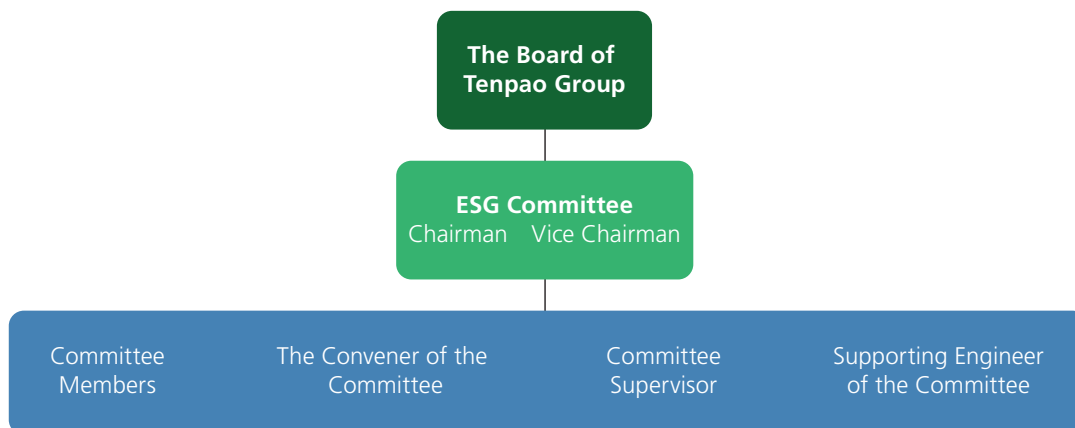 The Board of
Tenpao Group
ESG Committee
Chairman Vice Chairman
Committee
Members
The Convener of the
Committee
Committee
Supervisor
Supporting Engineer
of the Committee